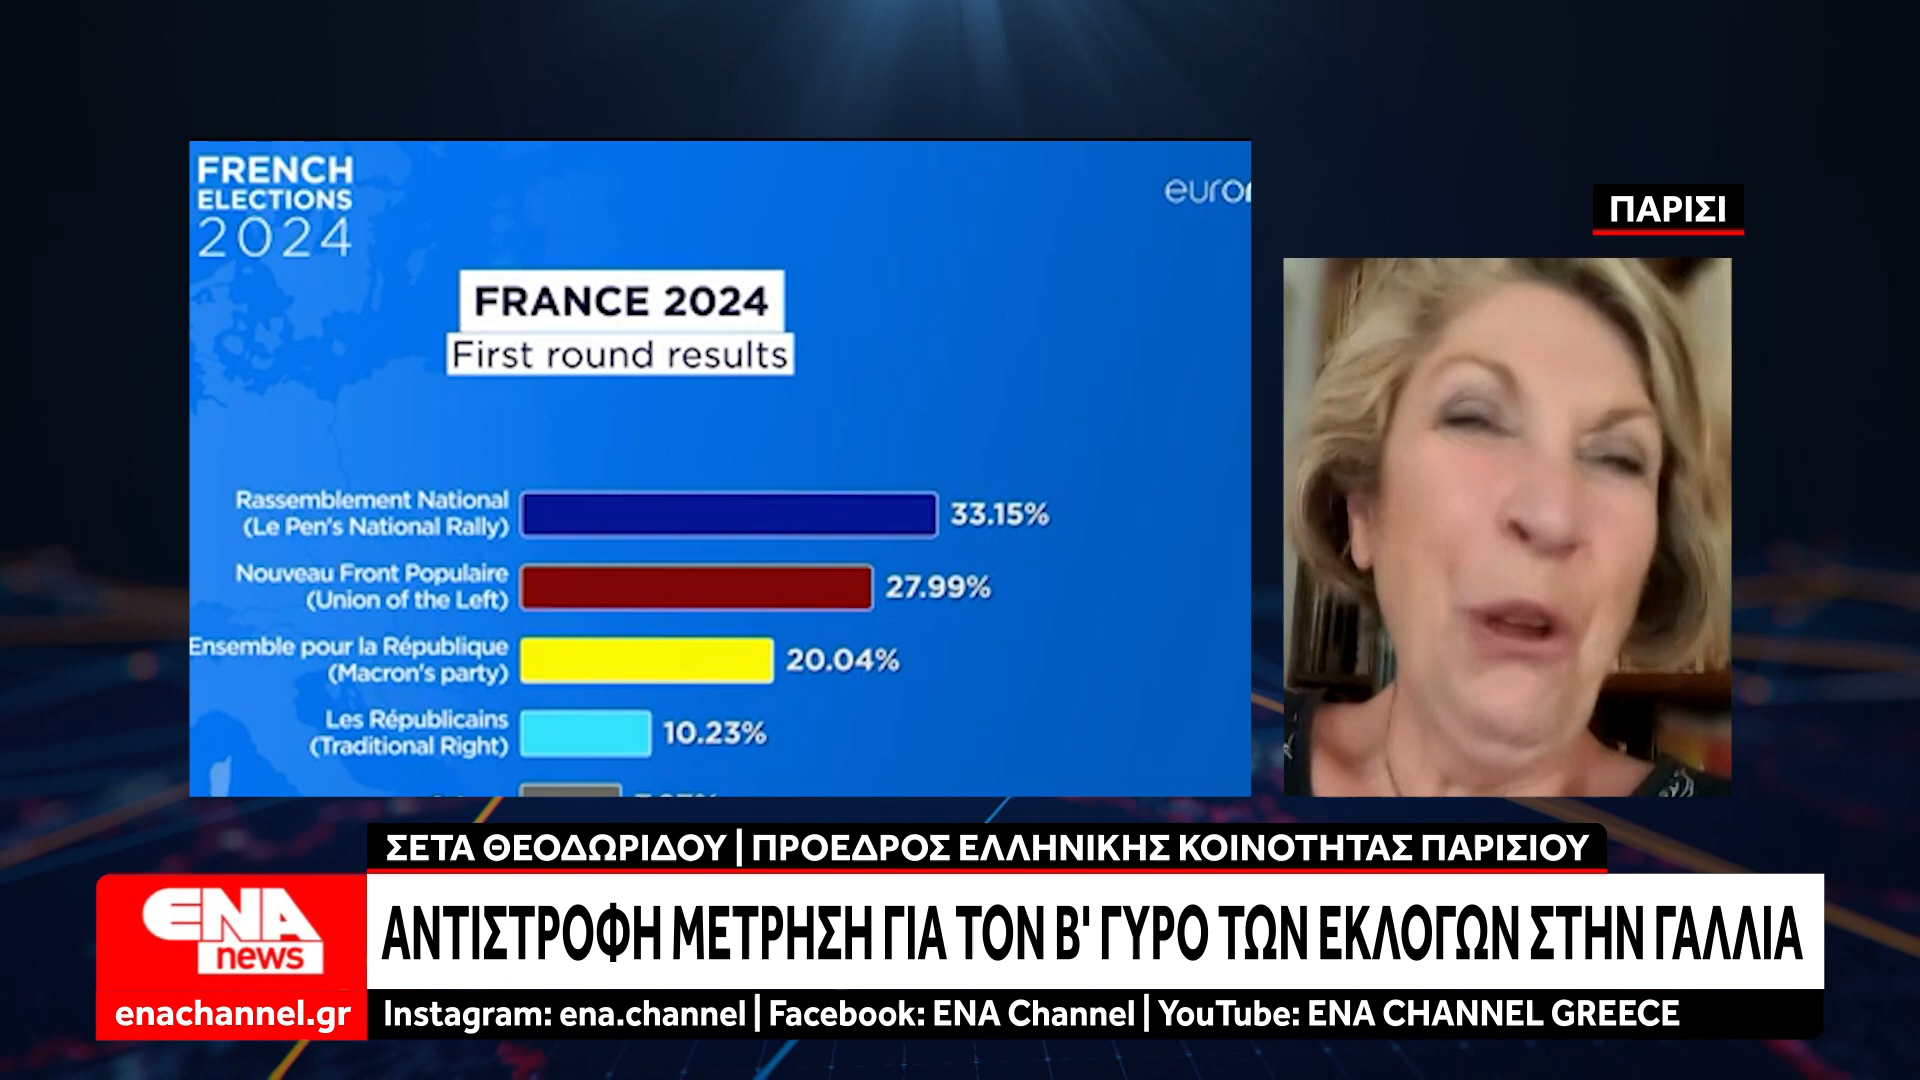 FRENCH
ELECTIONS
2024
euro
ΠΑΡΙΣΙ
FRANCE 2024
First round results
Rassemblement National
(Le Pen's National Rally)
33.15%
Nouveau Front Populaire
(Union of the Left)
27.99%
Ensemble pour la République
(Macron's party)
20.04%
Les Républicains
(Traditional Right)
10.23%
ΣΕΤΑ ΘΕΟΔΩΡΙΔΟΥ | ΠΡΟΕΔΡΟΣ ΕΛΛΗΝΙΚΗΣ ΚΟΙΝΟΤΗΤΑΣ ΠΑΡΙΣΙΟΥ
ENA
news
ΑΝΤΙΣΤΡΟΦΗ ΜΕΤΡΗΣΗ ΓΙΑ ΤΟΝ Β' ΓΥΡΟ ΤΩΝ ΕΚΛΟΓΩΝ ΣΤΗΝ ΓΑΛΛΙΑ
enachannel.gr
Instagram: ena.channel | Facebook: ENA Channel | YouTube: ENA CHANNEL GREECE